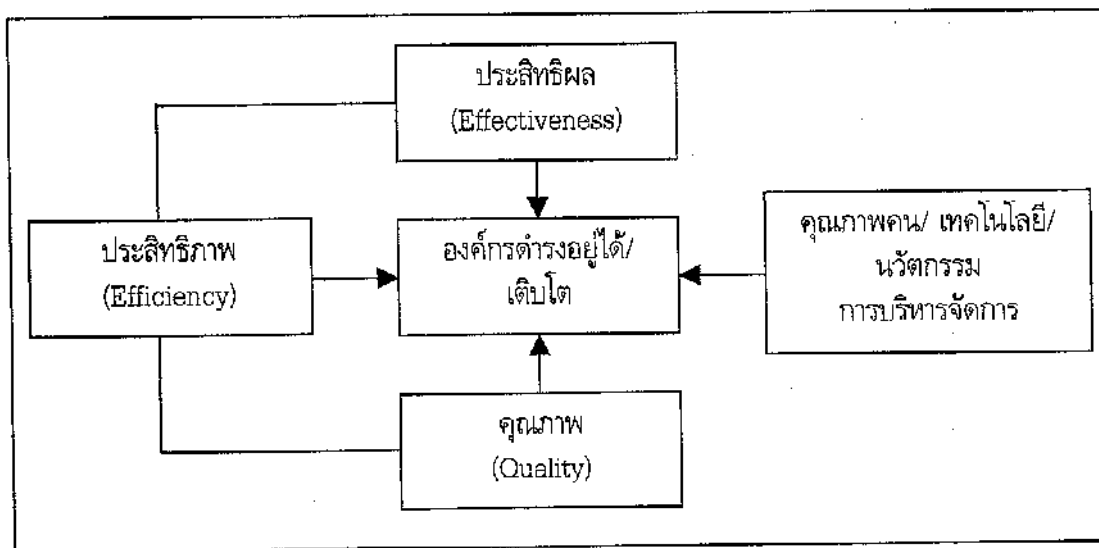 ประสิทธิผล
(Effectiveness)
ประสิทธิภาพ
(Efficiency)
องค์กรดำรงอยู่ได้/
เติบโต
คุณภาพคน/ เทคโนโลยี/
นวัตกรรม
การบริหารจัดการ
คุณภาพ
(Quality)